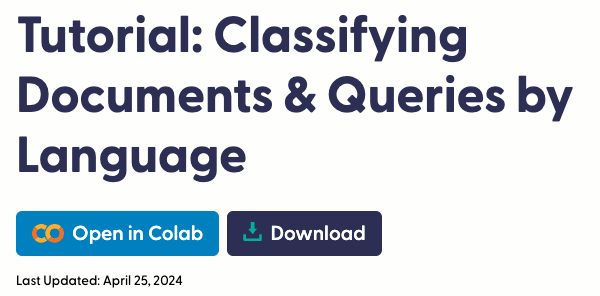 Tutorial: Classifying
Documents & Queries by
Language
Open in Colab
Download
Last Updated: April 25, 2024